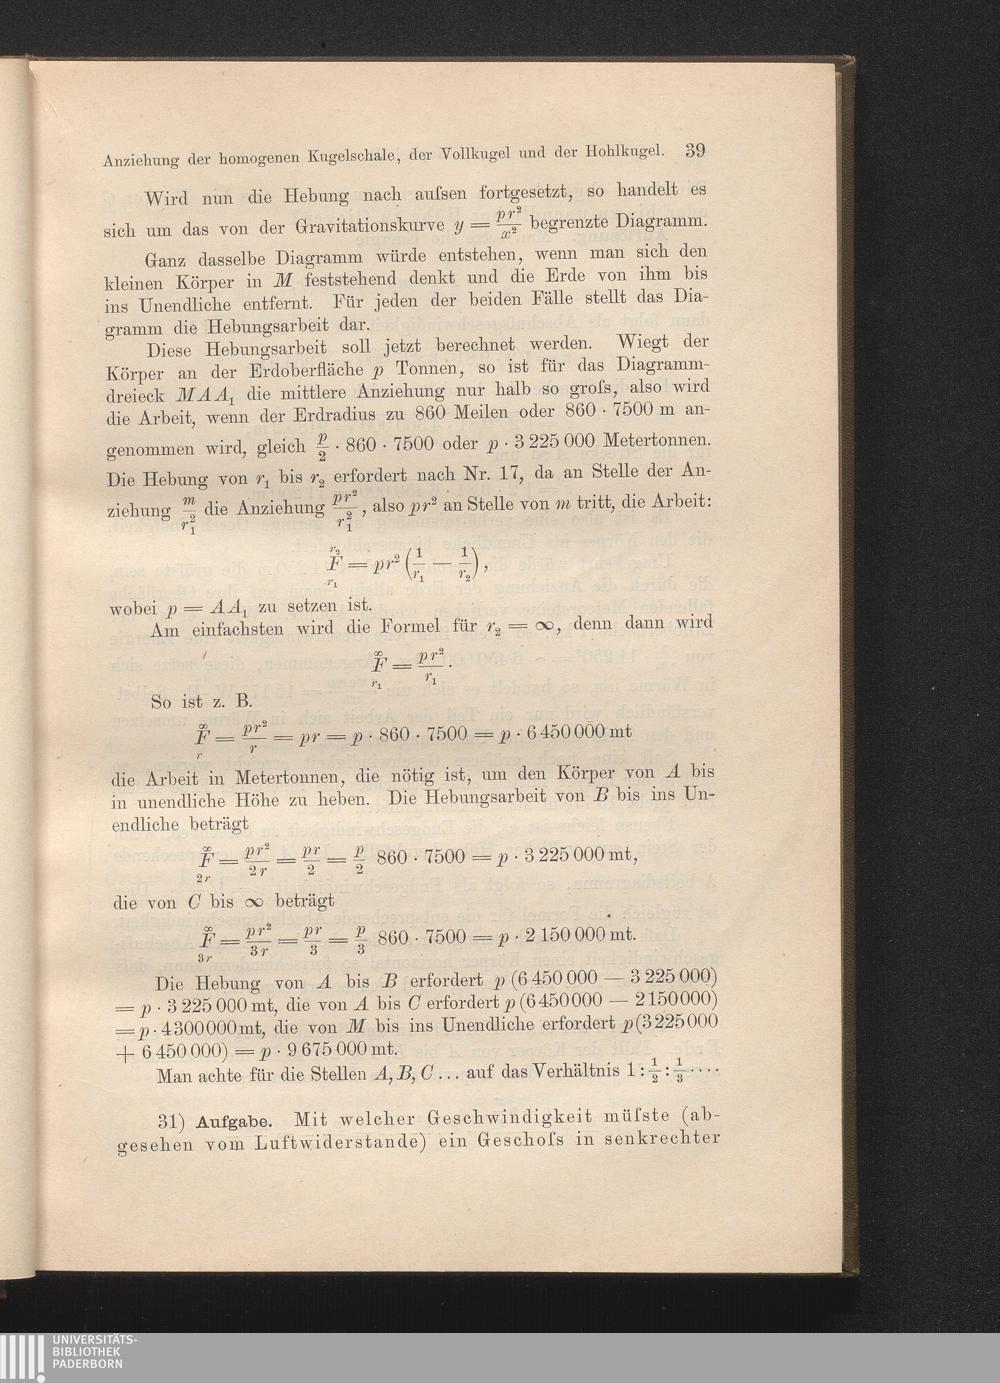 Anziehung der homogenen Kugelschale, der Vollkugel und der Hohlkugel. 39
Wird nun die Hebung nach aufsen fortgesetzt, so handelt es
sich um das von der Gravitationskurve y = pr²/x² begrenzte Diagramm.
Ganz dasselbe Diagramm würde entstehen, wenn man sich den
kleinen Körper in M feststehend denkt und die Erde von ihm bis
ins Unendliche entfernt. Für jeden der beiden Fälle stellt das Dia-
gramm die Hebungsarbeit dar.
Diese Hebungsarbeit soll jetzt berechnet werden. Wiegt der
Körper an der Erdoberfläche p Tonnen, so ist für das Diagramm-
dreieck MAA₁ die mittlere Anziehung nur halb so grofs, also wird
die Arbeit, wenn der Erdradius zu 860 Meilen oder 860 · 7500 m an-
genommen wird, gleich p/2 · 860 · 7500 oder p · 3 225 000 Metertonnen.
Die Hebung von r₁ bis r₂ erfordert nach Nr. 17, da an Stelle der An-
ziehung m/r₁² die Anziehung pr²/r₁², also pr² an Stelle von m tritt, die Arbeit:
F (r₁, r₂) = pr² (1/r₁ — 1/r₂),
wobei p = AA₁ zu setzen ist.
Am einfachsten wird die Formel für r₂ = ∞, denn dann wird
F (r₁, ∞) = pr²/r₁.
So ist z. B.
F (r, ∞) = pr²/r = pr = p · 860 · 7500 = p · 6 450 000 mt
die Arbeit in Metertonnen, die nötig ist, um den Körper von A bis
in unendliche Höhe zu heben. Die Hebungsarbeit von B bis ins Un-
endliche beträgt
F (2r, ∞) = pr²/2r = pr/2 = p/2 860 · 7500 = p · 3 225 000 mt,
die von C bis ∞ beträgt
F (3r, ∞) = pr²/3r = pr/3 = p/3 860 · 7500 = p · 2 150 000 mt.
Die Hebung von A bis B erfordert p (6 450 000 — 3 225 000)
= p · 3 225 000 mt, die von A bis C erfordert p (6 450 000 — 2 150 000)
= p · 4 300 000 mt, die von M bis ins Unendliche erfordert p (3 225 000
+ 6 450 000) = p · 9 675 000 mt.
Man achte für die Stellen A, B, C ... auf das Verhältnis 1 : 1/2 : 1/3 ····
31) Aufgabe. Mit welcher Geschwindigkeit müfste (ab-
gesehen vom Luftwiderstande) ein Geschofs in senkrechter
UNIVERSITÄTS-
BIBLIOTHEK
PADERBORN